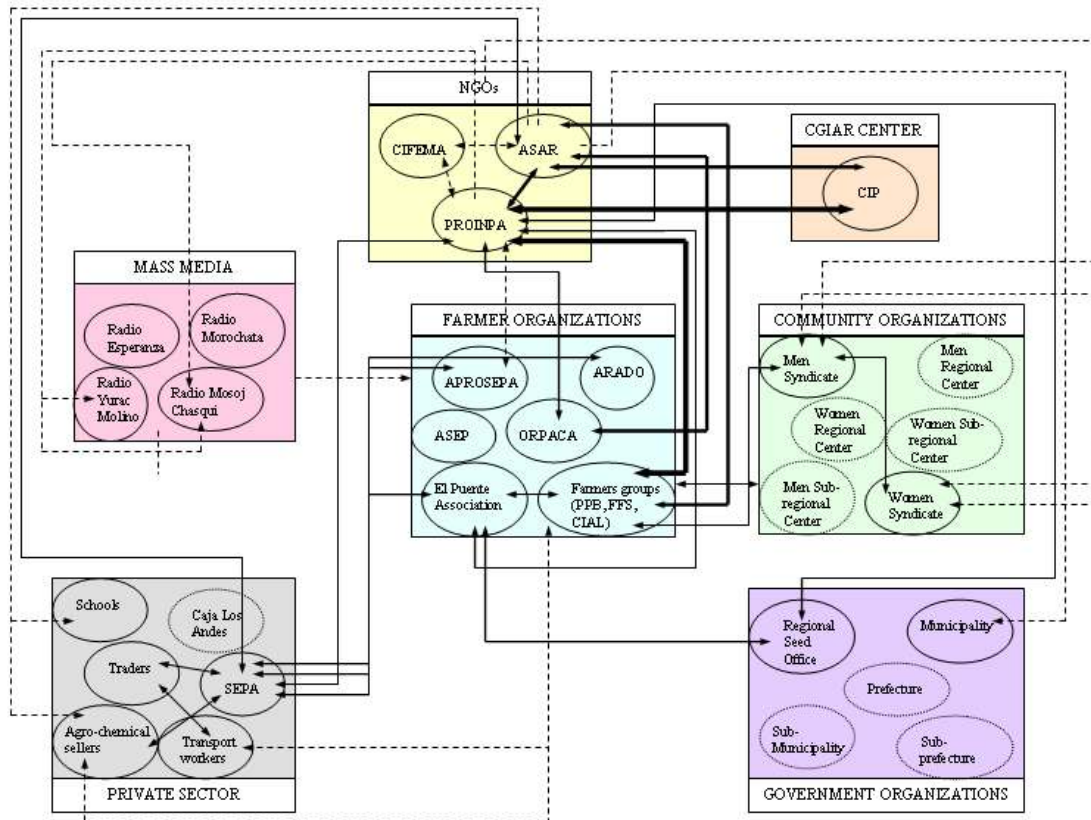 NGOs
CIFEMA
ASAR
PROINPA
CGIAR CENTER
CIP
MASS MEDIA
Radio
Esperanza
Radio
Morochata
Radio
Yurac
Molino
Radio Mosoj
Chasqui
FARMER ORGANIZATIONS
APROSEPA
ARADO
ASEP
ORPACA
El Puente
Association
Farmers groups
(PPB, FFS,
CIAL)
COMMUNITY ORGANIZATIONS
Men
Syndicate
Men
Regional
Center
Women
Regional
Center
Women Sub-
regional
Center
Men Sub-
regional
Center
Women
Syndicate
Schools
Caja Los
Andes
Traders
SEPA
Agro-chemical
sellers
Transport
workers
PRIVATE SECTOR
Regional
Seed
Office
Municipality
Prefecture
Sub-
Municipality
Sub-
prefecture
GOVERNMENT ORGANIZATIONS